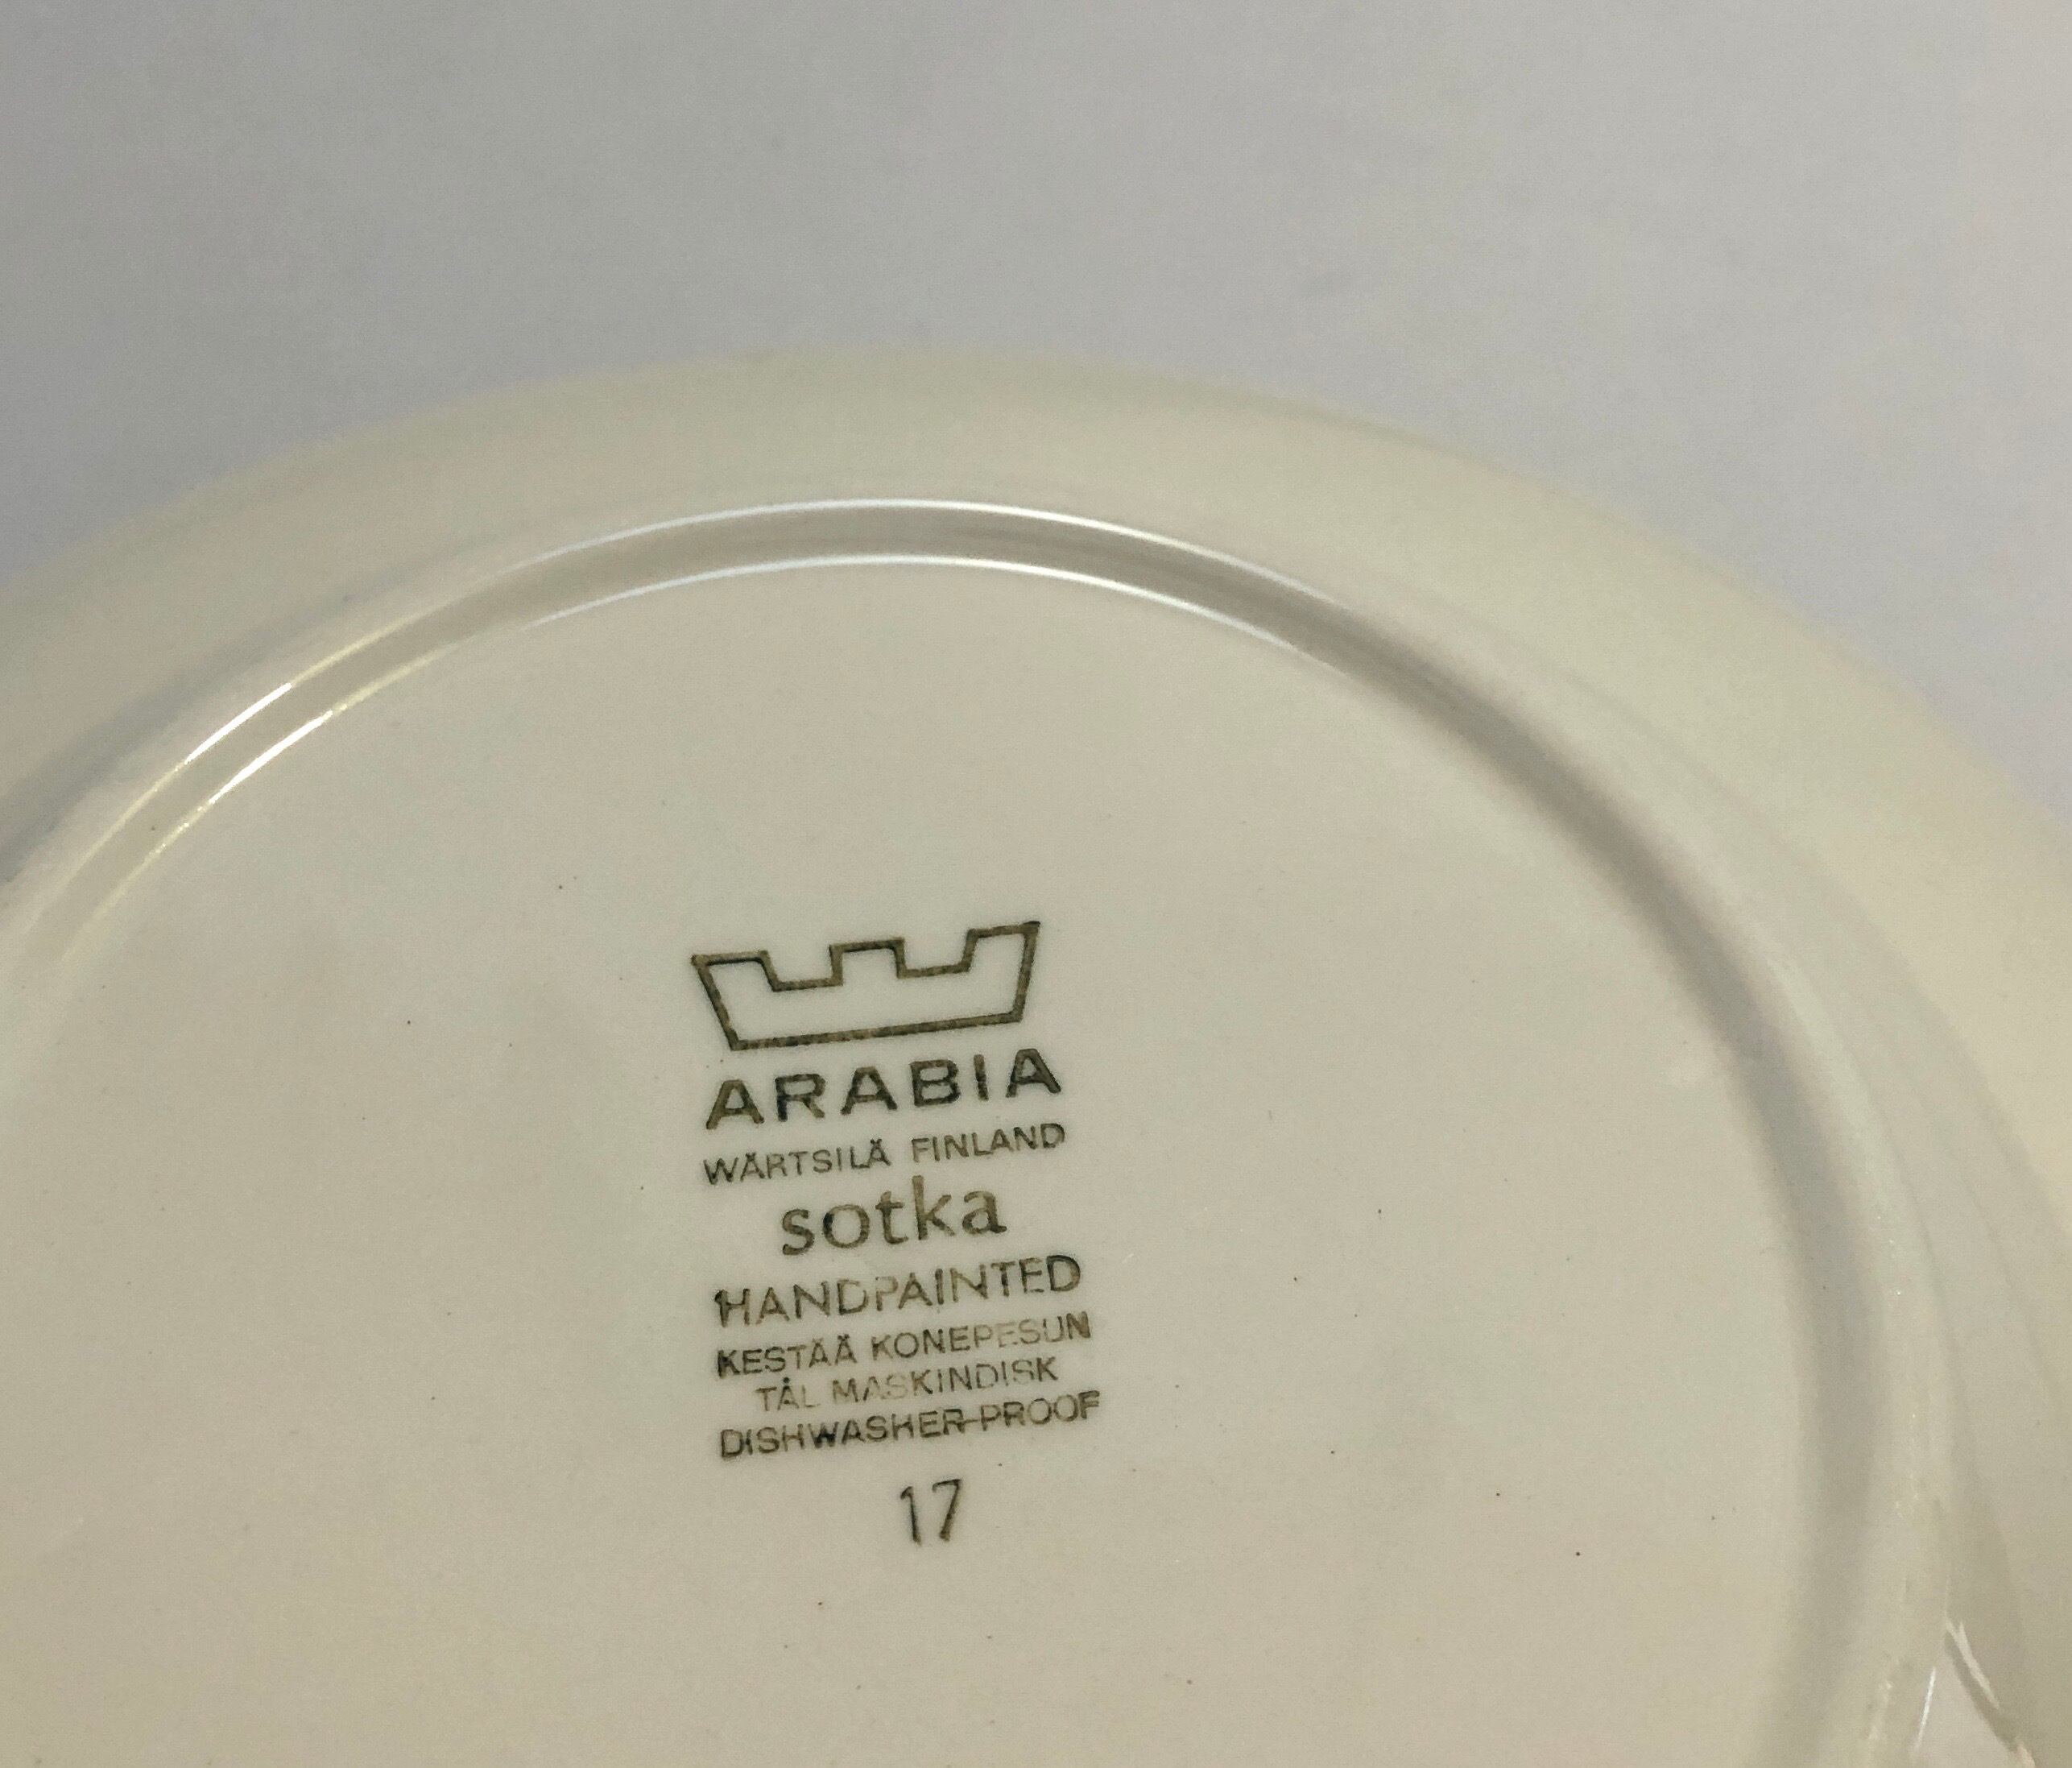 ARABIA
WÄRTSILÄ FINLAND
sotka
HANDPAINTED
KESTÄÄ KONEPESUN
TÅL MASKINDISK
DISHWASHER-PROOF
17